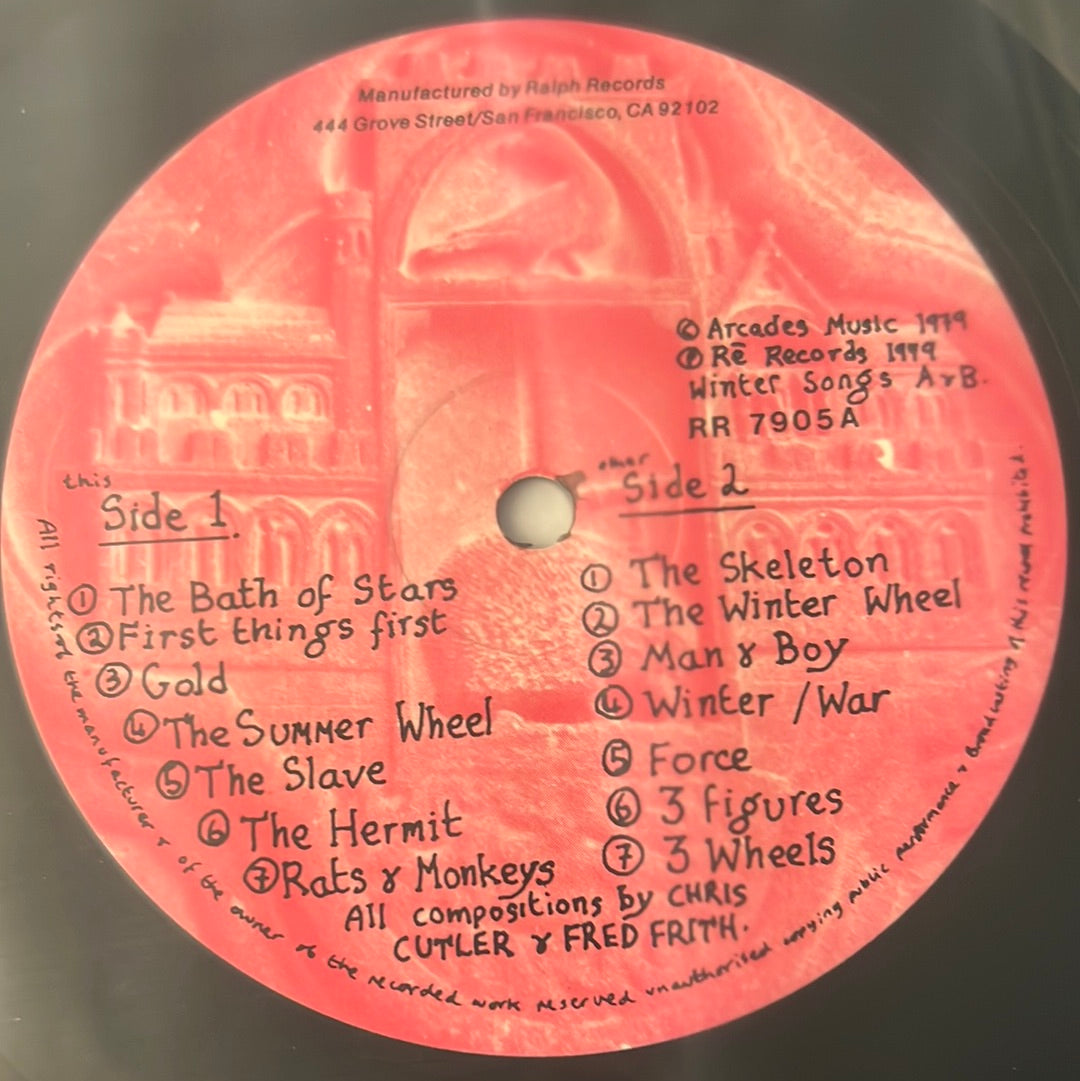 Manufactured by Ralph Records
444 Grove Street/San Francisco, CA 92102
© Arcades Music 1979
℗ Rē Records 1979
Winter Songs A & B.
RR 7905A
this
Side 1.
① The Bath of Stars
② First things first
③ Gold
④ The SUMMER Wheel
⑤ The Slave
⑥ The Hermit
⑦ Rats & Monkeys
other
Side 2
① The Skeleton
② The Winter Wheel
③ Man & Boy
④ Winter / War
⑤ Force
⑥ 3 figures
⑦ 3 Wheels
All compositions by CHRIS
CUTLER & FRED FRITH.
All rights of the manufacturer & of the owner of the recorded work reserved unauthorised copying public performance & broadcasting of this record prohibited.